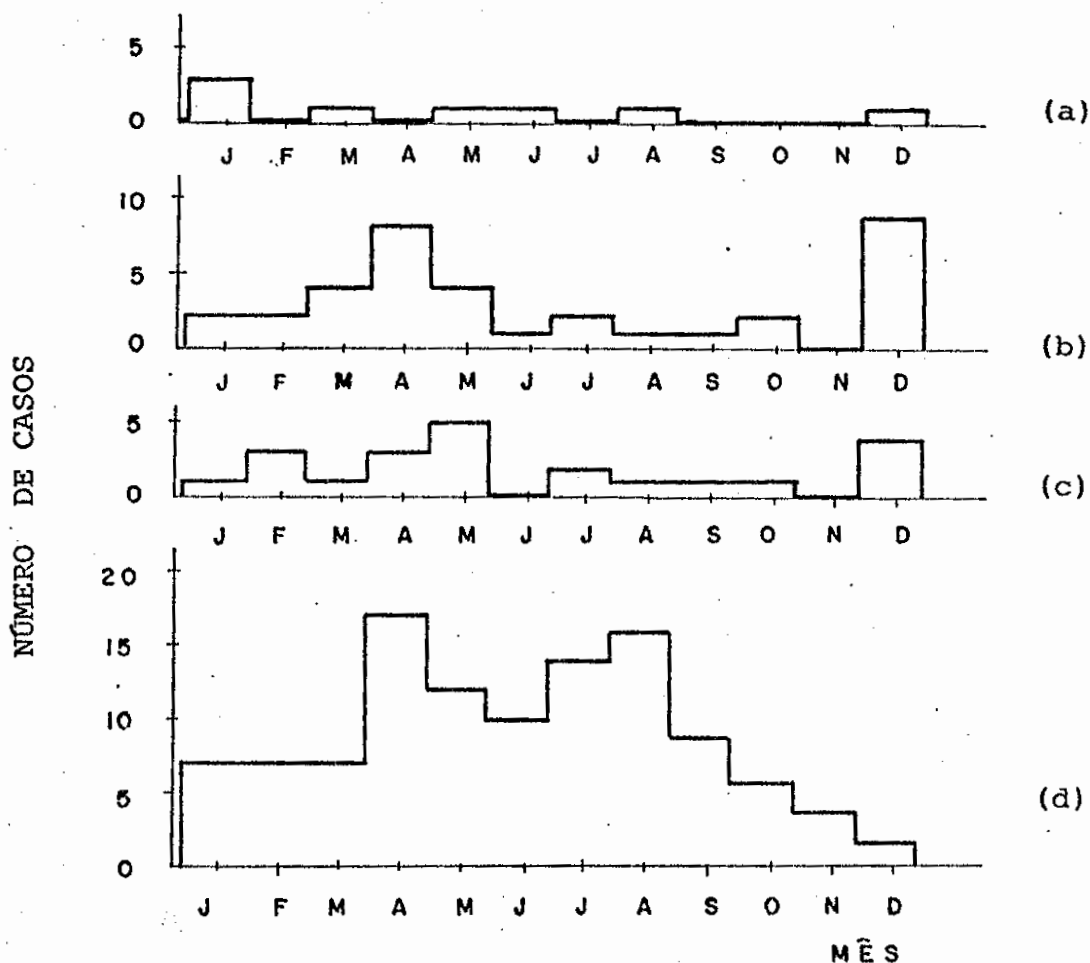 5
0
J F M A M J J A S O N D
(a)
10
5
0
J F M A M J J A S O N D
(b)
5
0
J F M A M J J A S O N D
(c)
20
15
10
5
0
J F M A M J J A S O N D
(d)
MÊS
NÚMERO DE CASOS